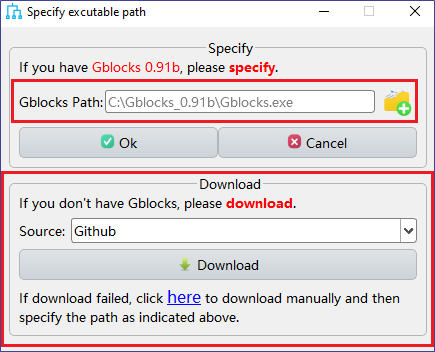 Specify excutable path
Specify
If you have Gblocks 0.91b, please specify.
Gblocks Path: C:\Gblocks_0.91b\Gblocks.exe
Ok Cancel
Download
If you don't have Gblocks, please download.
Source: Github
Download
If download failed, click here to download manually and then
specify the path as indicated above.